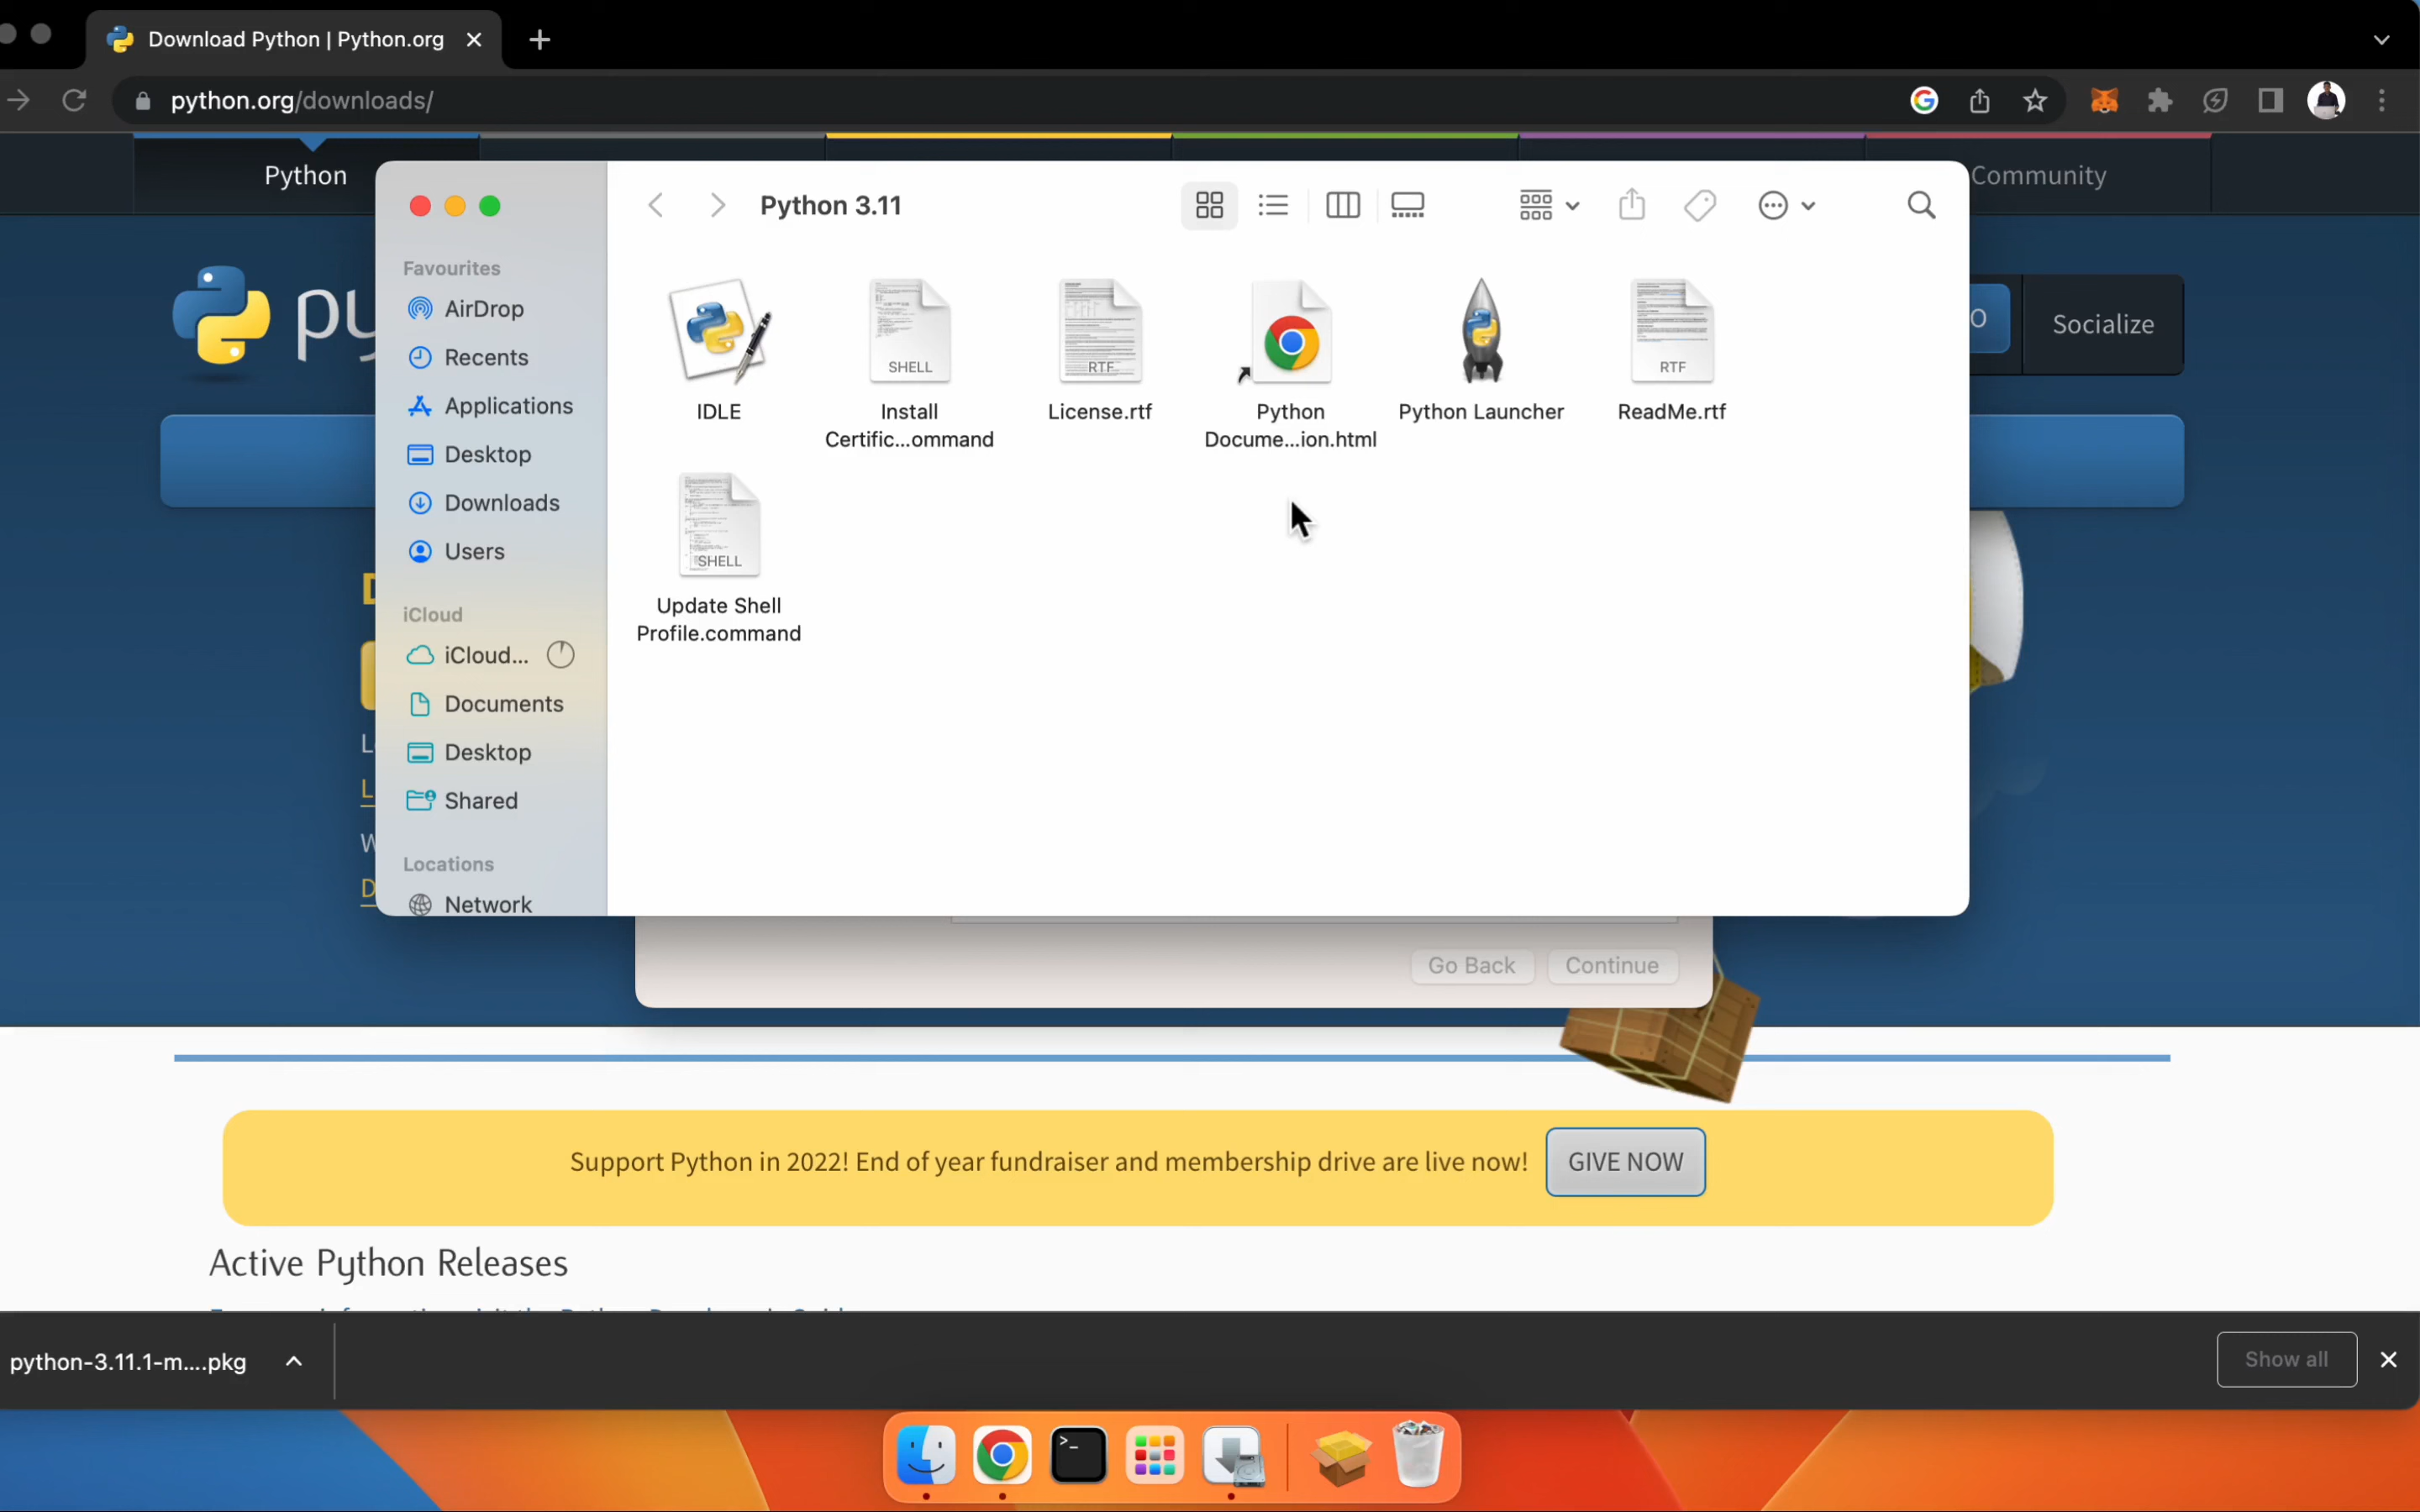 Download Python | Python.org
python.org/downloads/
Python
Community
Python 3.11
Favourites
AirDrop
Recents
Applications
Desktop
Downloads
Users
iCloud
iCloud...
Documents
Desktop
Shared
Locations
Network
IDLE
SHELL
Install
Certific...ommand
RTF
License.rtf
Python
Docume...ion.html
Python Launcher
RTF
ReadMe.rtf
SHELL
Update Shell
Profile.command
py
O
Socialize
Go Back
Continue
Support Python in 2022! End of year fundraiser and membership drive are live now!
GIVE NOW
Active Python Releases
python-3.11.1-m....pkg
Show all